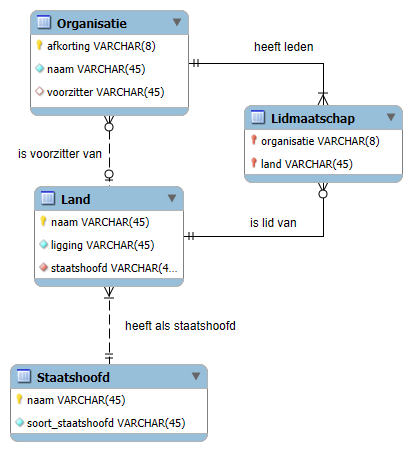 Organisatie
afkorting VARCHAR(8)
naam VARCHAR(45)
voorzitter VARCHAR(45)
heeft leden
Lidmaatschap
organisatie VARCHAR(8)
land VARCHAR(45)
is voorzitter van
Land
naam VARCHAR(45)
ligging VARCHAR(45)
staatshoofd VARCHAR(4...
is lid van
heeft als staatshoofd
Staatshoofd
naam VARCHAR(45)
soort_staatshoofd VARCHAR(45)